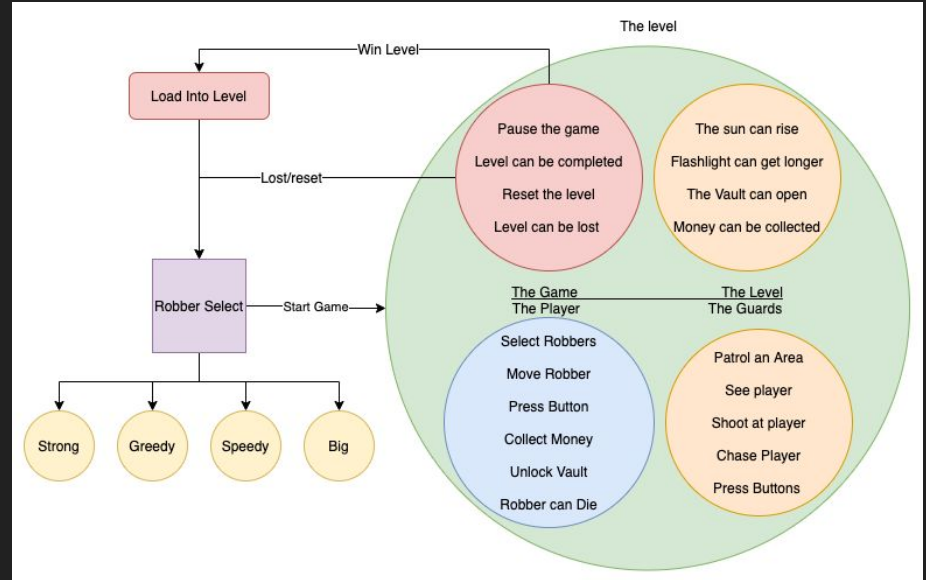 The level
Win Level
Load Into Level
Pause the game
Level can be completed
Reset the level
Level can be lost
The sun can rise
Flashlight can get longer
The Vault can open
Money can be collected
Lost/reset
Robber Select
Start Game
The Game
The Player
The Level
The Guards
Select Robbers
Move Robber
Press Button
Collect Money
Unlock Vault
Robber can Die
Patrol an Area
See player
Shoot at player
Chase Player
Press Buttons
Strong
Greedy
Speedy
Big